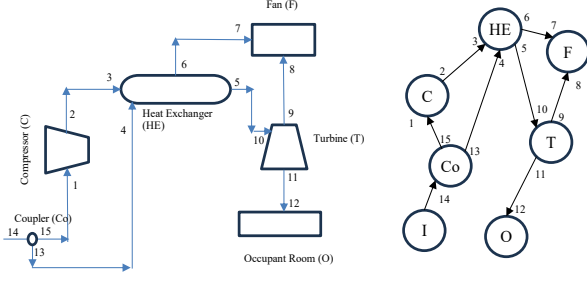 Fan (F)
7
8
6
3
5
Heat Exchanger
(HE)
4
2
Compressor (C)
9
10
Turbine (T)
1
11
12
Coupler (Co)
14
15
13
Occupant Room (O)
HE
6
7
F
3
4
5
8
2
C
1
10
9
T
15
13
Co
11
14
12
I
O